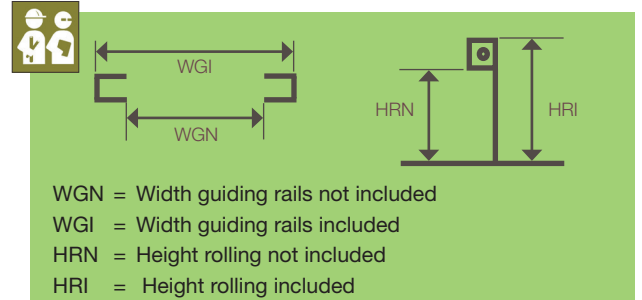 WGI
WGN
HRN
HRI
WGN = Width guiding rails not included
WGI = Width guiding rails included
HRN = Height rolling not included
HRI = Height rolling included